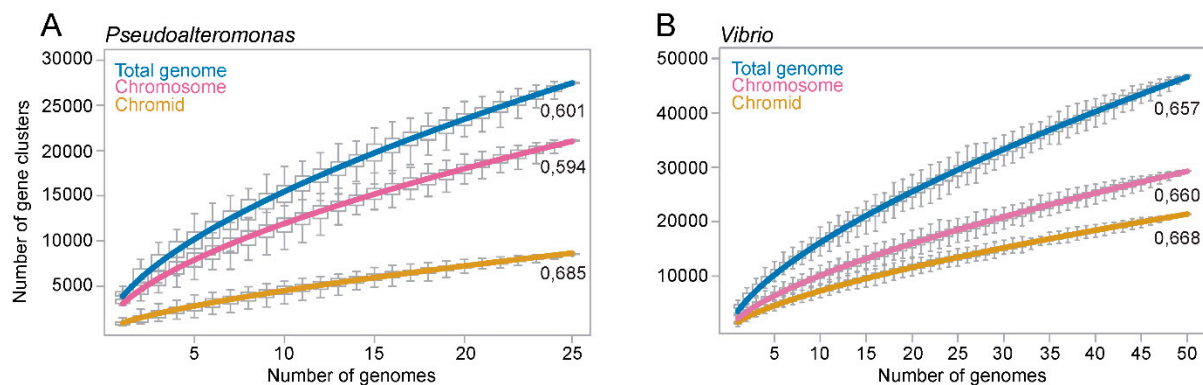 A
Pseudoalteromonas
Number of gene clusters
30000
25000
20000
15000
10000
5000
Total genome
Chromosome
Chromid
0,601
0,594
0,685
5
10
15
20
25
Number of genomes
B
Vibrio
50000
40000
30000
20000
10000
Total genome
Chromosome
Chromid
0,657
0,660
0,668
5
10
15
20
25
30
35
40
45
50
Number of genomes